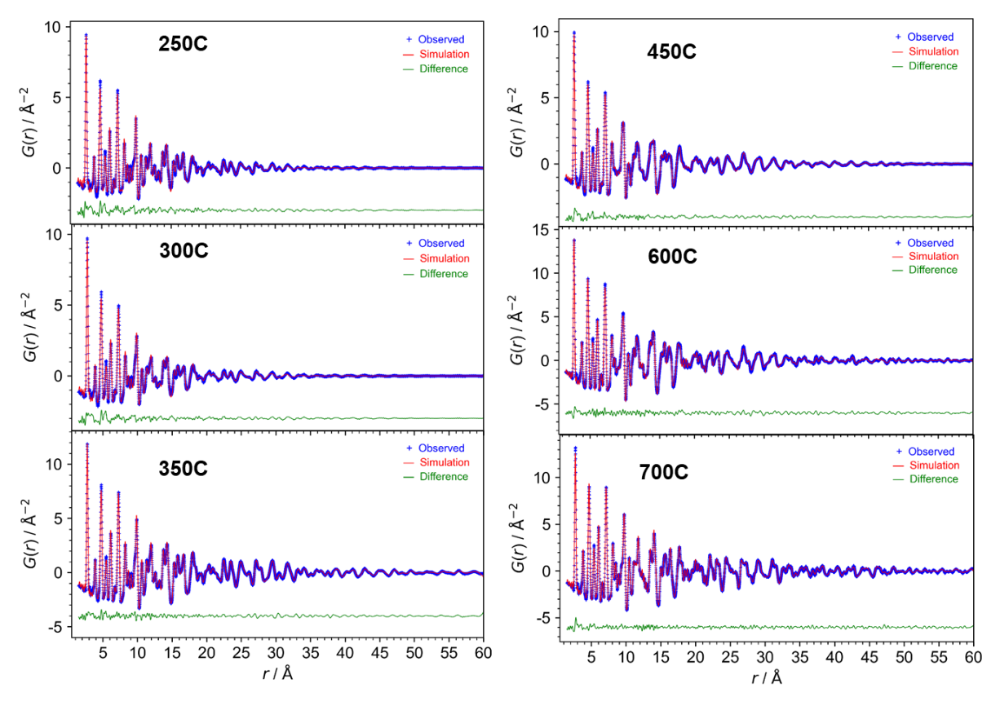 10
5
0
G(r) / Å−2
250C
+ Observed
— Simulation
— Difference
10
5
0
G(r) / Å−2
300C
+ Observed
— Simulation
— Difference
10
5
0
-5
G(r) / Å−2
350C
+ Observed
— Simulation
— Difference
5 10 15 20 25 30 35 40 45 50 55 60
r / Å
10
5
0
G(r) / Å−2
450C
+ Observed
— Simulation
— Difference
15
10
5
0
-5
G(r) / Å−2
600C
+ Observed
— Simulation
— Difference
10
5
0
-5
G(r) / Å−2
700C
+ Observed
— Simulation
— Difference
5 10 15 20 25 30 35 40 45 50 55 60
r / Å